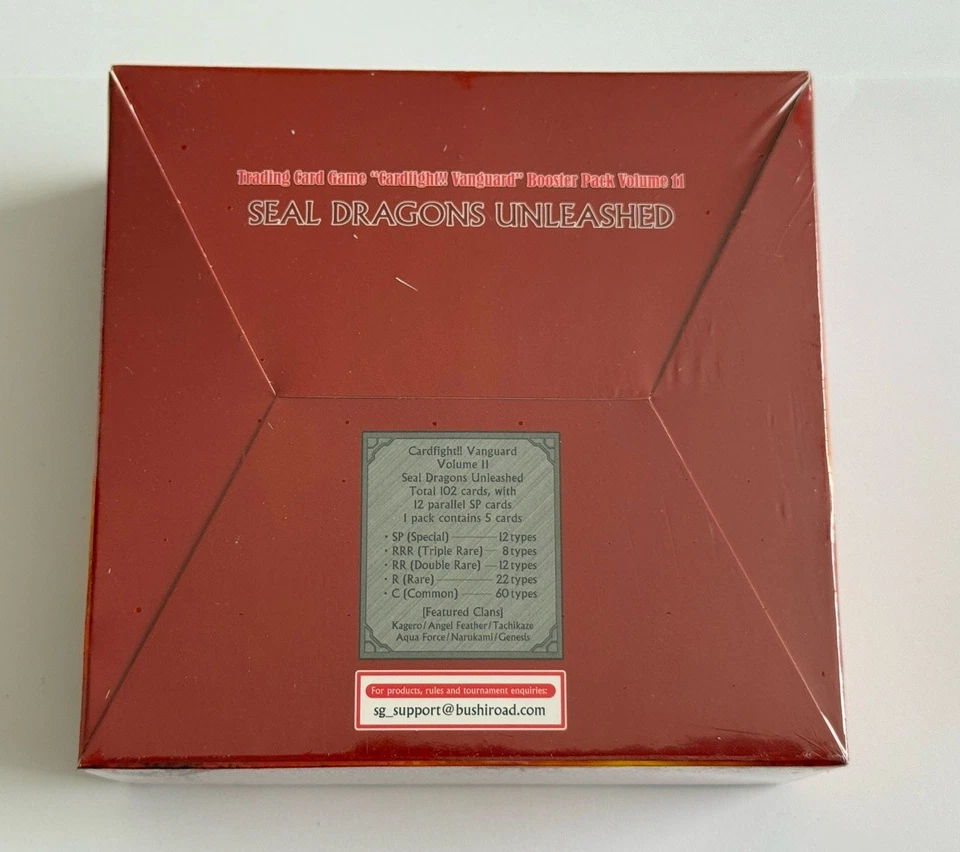 Trading Card Game “Cardfight!! Vanguard” Booster Pack Volume 11
SEAL DRAGONS UNLEASHED
Cardfight!! Vanguard
Volume 11
Seal Dragons Unleashed
Total 102 cards, with
12 parallel SP cards
1 pack contains 5 cards
• SP (Special) 12 types
• RRR (Triple Rare) 8 types
• RR (Double Rare) 12 types
• R (Rare) 22 types
• C (Common) 60 types
[Featured Clans]
Kagero/Angel Feather/Tachikaze
Aqua Force/Narukami/Genesis
For products, rules and tournament enquiries:
sg_support@bushiroad.com